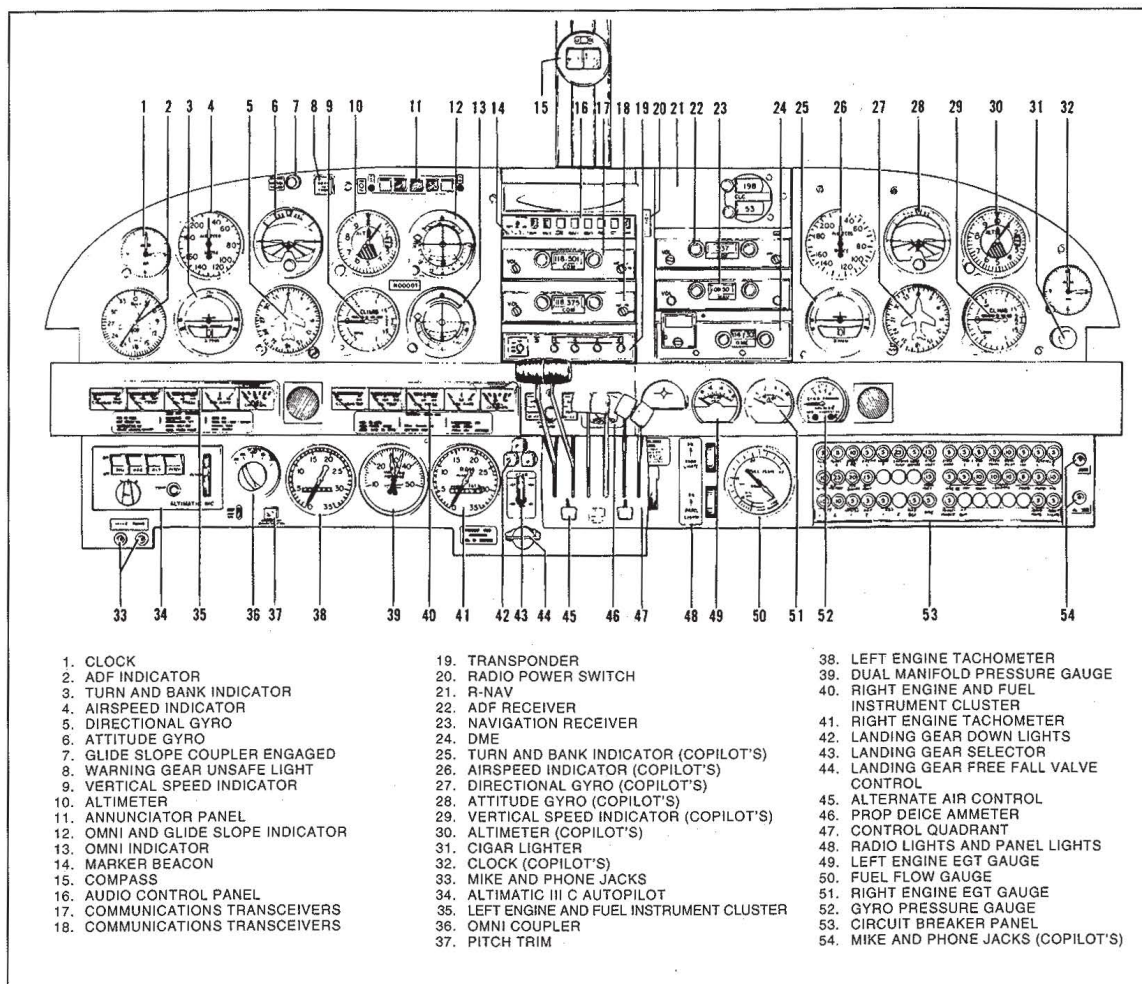 15
16
17
1 2 3 4 5 6 7 8 9 10 11 12 13 14 18 19 20 21 22 23 24 25 26 27 28 29 30 31 32
198
53
118.375
COM
N00001
CLIMB
ALTIMATIC IIIC
PANEL LIGHTS
33 34 35 36 37 38 39 40 41 42 43 44 45 46 47 48 49 50 51 52 53 54
1. CLOCK
2. ADF INDICATOR
3. TURN AND BANK INDICATOR
4. AIRSPEED INDICATOR
5. DIRECTIONAL GYRO
6. ATTITUDE GYRO
7. GLIDE SLOPE COUPLER ENGAGED
8. WARNING GEAR UNSAFE LIGHT
9. VERTICAL SPEED INDICATOR
10. ALTIMETER
11. ANNUNCIATOR PANEL
12. OMNI AND GLIDE SLOPE INDICATOR
13. OMNI INDICATOR
14. MARKER BEACON
15. COMPASS
16. AUDIO CONTROL PANEL
17. COMMUNICATIONS TRANSCEIVERS
18. COMMUNICATIONS TRANSCEIVERS
19. TRANSPONDER
20. RADIO POWER SWITCH
21. R-NAV
22. ADF RECEIVER
23. NAVIGATION RECEIVER
24. DME
25. TURN AND BANK INDICATOR (COPILOT'S)
26. AIRSPEED INDICATOR (COPILOT'S)
27. DIRECTIONAL GYRO (COPILOT'S)
28. ATTITUDE GYRO (COPILOT'S)
29. VERTICAL SPEED INDICATOR (COPILOT'S)
30. ALTIMETER (COPILOT'S)
31. CIGAR LIGHTER
32. CLOCK (COPILOT'S)
33. MIKE AND PHONE JACKS
34. ALTIMATIC III C AUTOPILOT
35. LEFT ENGINE AND FUEL INSTRUMENT CLUSTER
36. OMNI COUPLER
37. PITCH TRIM
38. LEFT ENGINE TACHOMETER
39. DUAL MANIFOLD PRESSURE GAUGE
40. RIGHT ENGINE AND FUEL
INSTRUMENT CLUSTER
41. RIGHT ENGINE TACHOMETER
42. LANDING GEAR DOWN LIGHTS
43. LANDING GEAR SELECTOR
44. LANDING GEAR FREE FALL VALVE
CONTROL
45. ALTERNATE AIR CONTROL
46. PROP DEICE AMMETER
47. CONTROL QUADRANT
48. RADIO LIGHTS AND PANEL LIGHTS
49. LEFT ENGINE EGT GAUGE
50. FUEL FLOW GAUGE
51. RIGHT ENGINE EGT GAUGE
52. GYRO PRESSURE GAUGE
53. CIRCUIT BREAKER PANEL
54. MIKE AND PHONE JACKS (COPILOT'S)